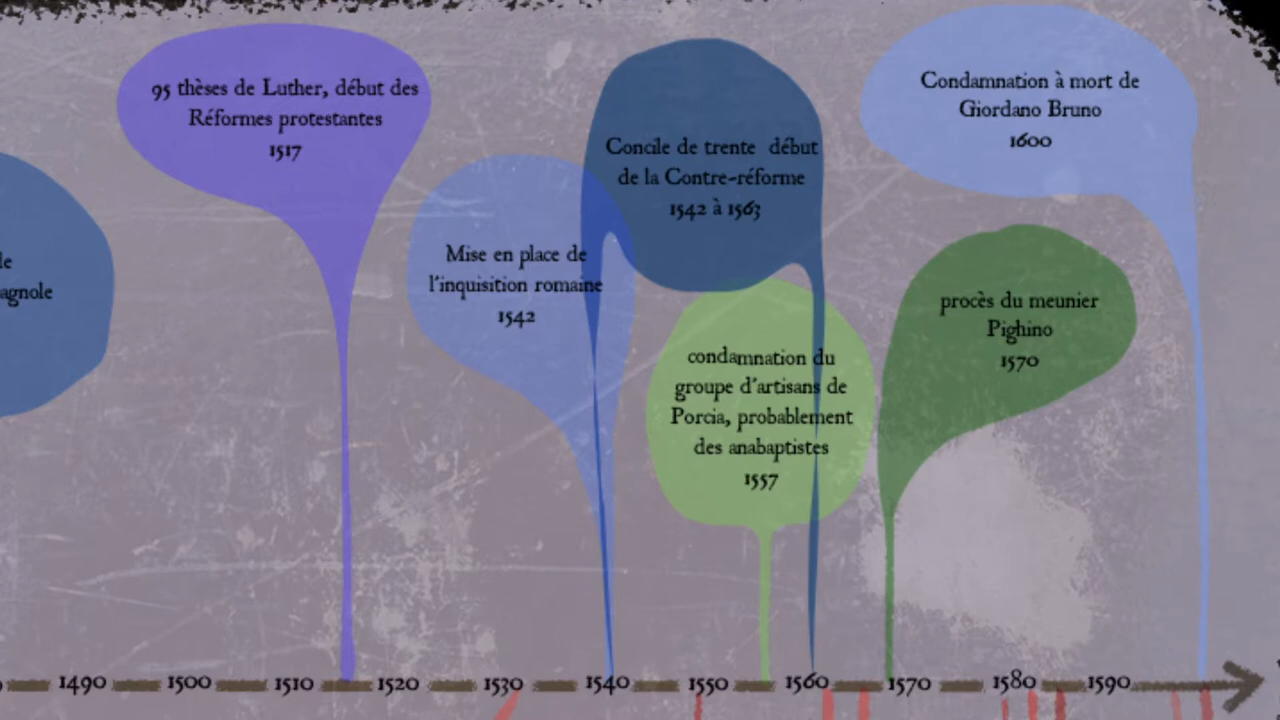 95 thèses de Luther, début des
Réformes protestantes
1517
agnole
Mise en place de
l'inquisition romaine
1542
Concile de trente début
de la Contre-réforme
1542 à 1563
condamnation du
groupe d'artisans de
Porcia, probablement
des anabaptistes
1557
Condamnation à mort de
Giordano Bruno
1600
procès du meunier
Pighino
1570
1490 1500 1510 1520 1530 1540 1550 1560 1570 1580 1590